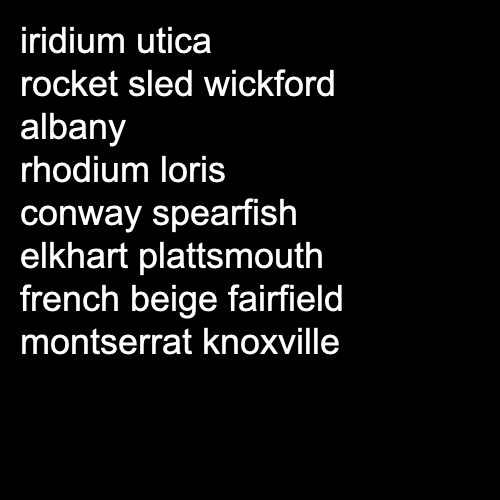 iridium utica
rocket sled wickford
albany
rhodium loris
conway spearfish
elkhart plattsmouth
french beige fairfield
montserrat knoxville